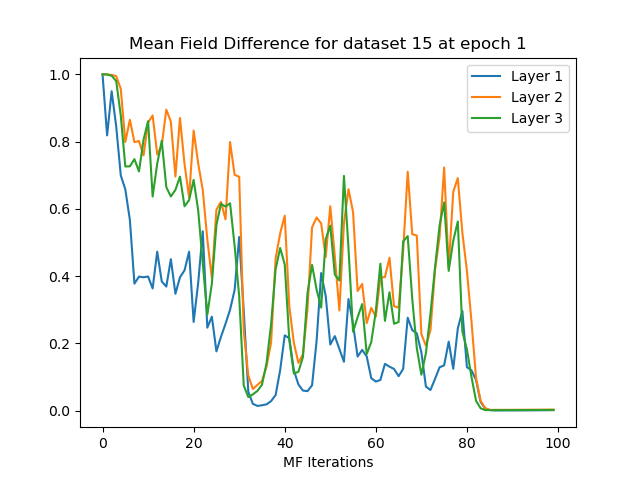 Mean Field Difference for dataset 15 at epoch 1
1.0
0.8
0.6
0.4
0.2
0.0
Layer 1
Layer 2
Layer 3
0 20 40 60 80 100
MF Iterations